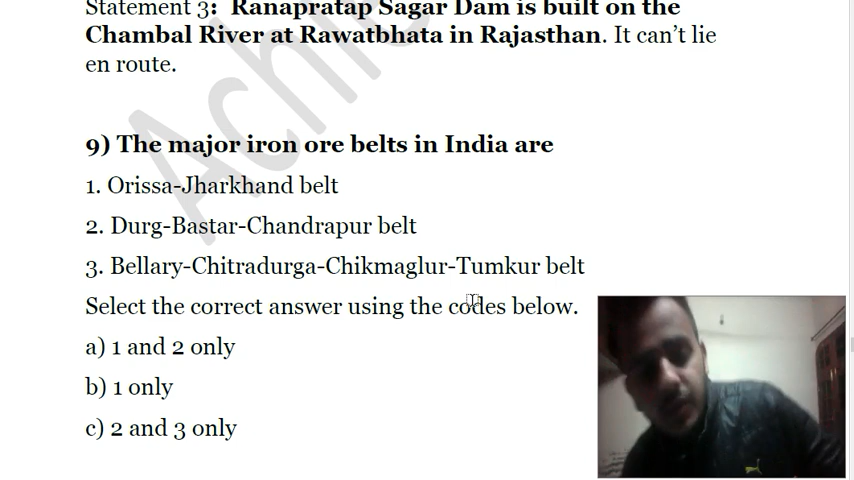 Statement 3: Ranapratap Sagar Dam is built on the
Chambal River at Rawatbhata in Rajasthan. It can't lie
en route.
Achie
9) The major iron ore belts in India are
1. Orissa-Jharkhand belt
2. Durg-Bastar-Chandrapur belt
3. Bellary-Chitradurga-Chikmaglur-Tumkur belt
Select the correct answer using the codes below.
a) 1 and 2 only
b) 1 only
c) 2 and 3 only